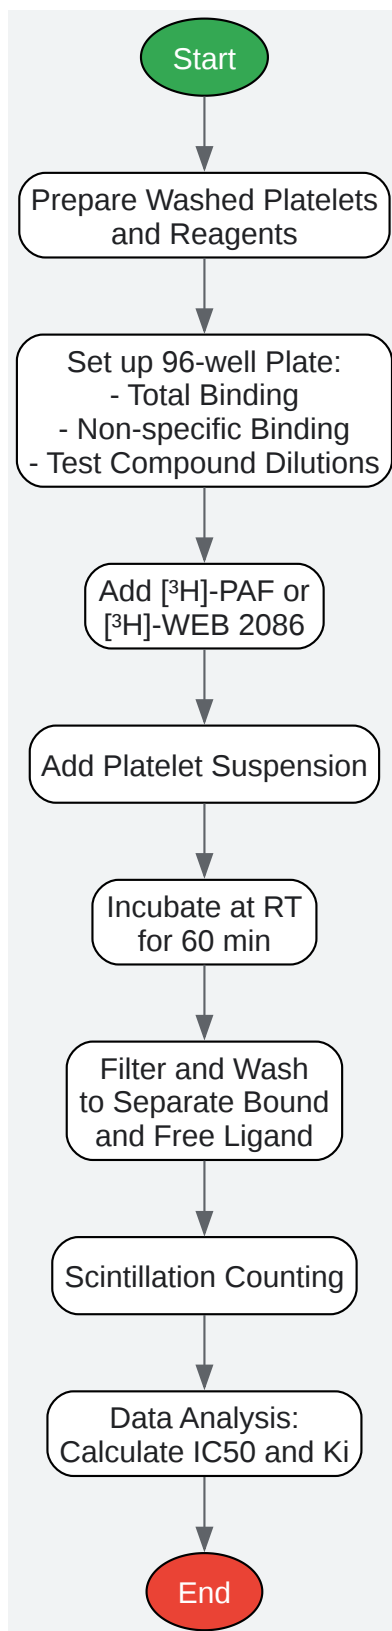 Start
Prepare Washed Platelets
and Reagents
Set up 96-well Plate:
- Total Binding
- Non-specific Binding
- Test Compound Dilutions
Add [³H]-PAF or
[³H]-WEB 2086
Add Platelet Suspension
Incubate at RT
for 60 min
Filter and Wash
to Separate Bound
and Free Ligand
Scintillation Counting
Data Analysis:
Calculate IC50 and Ki
End